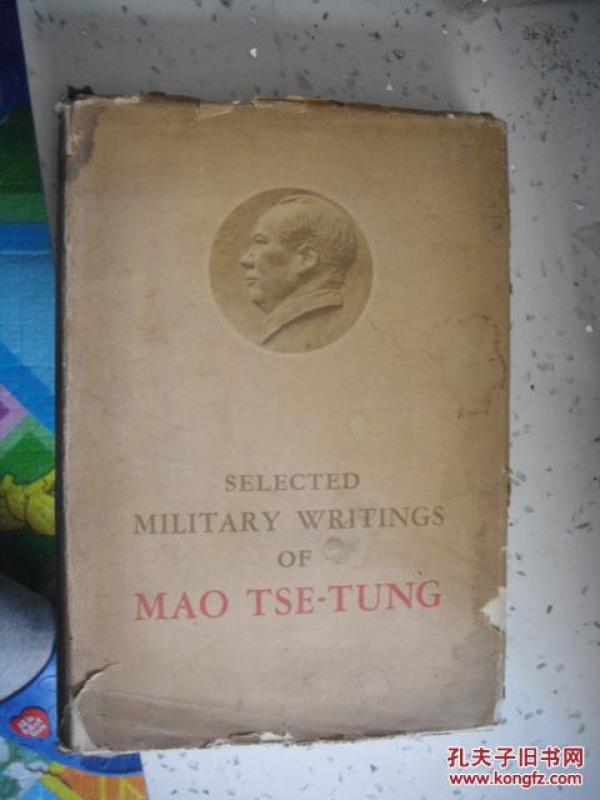 SELECTED
MILITARY WRITINGS
OF
MAO TSE-TUNG
孔夫子旧书网
www.kongfz.com